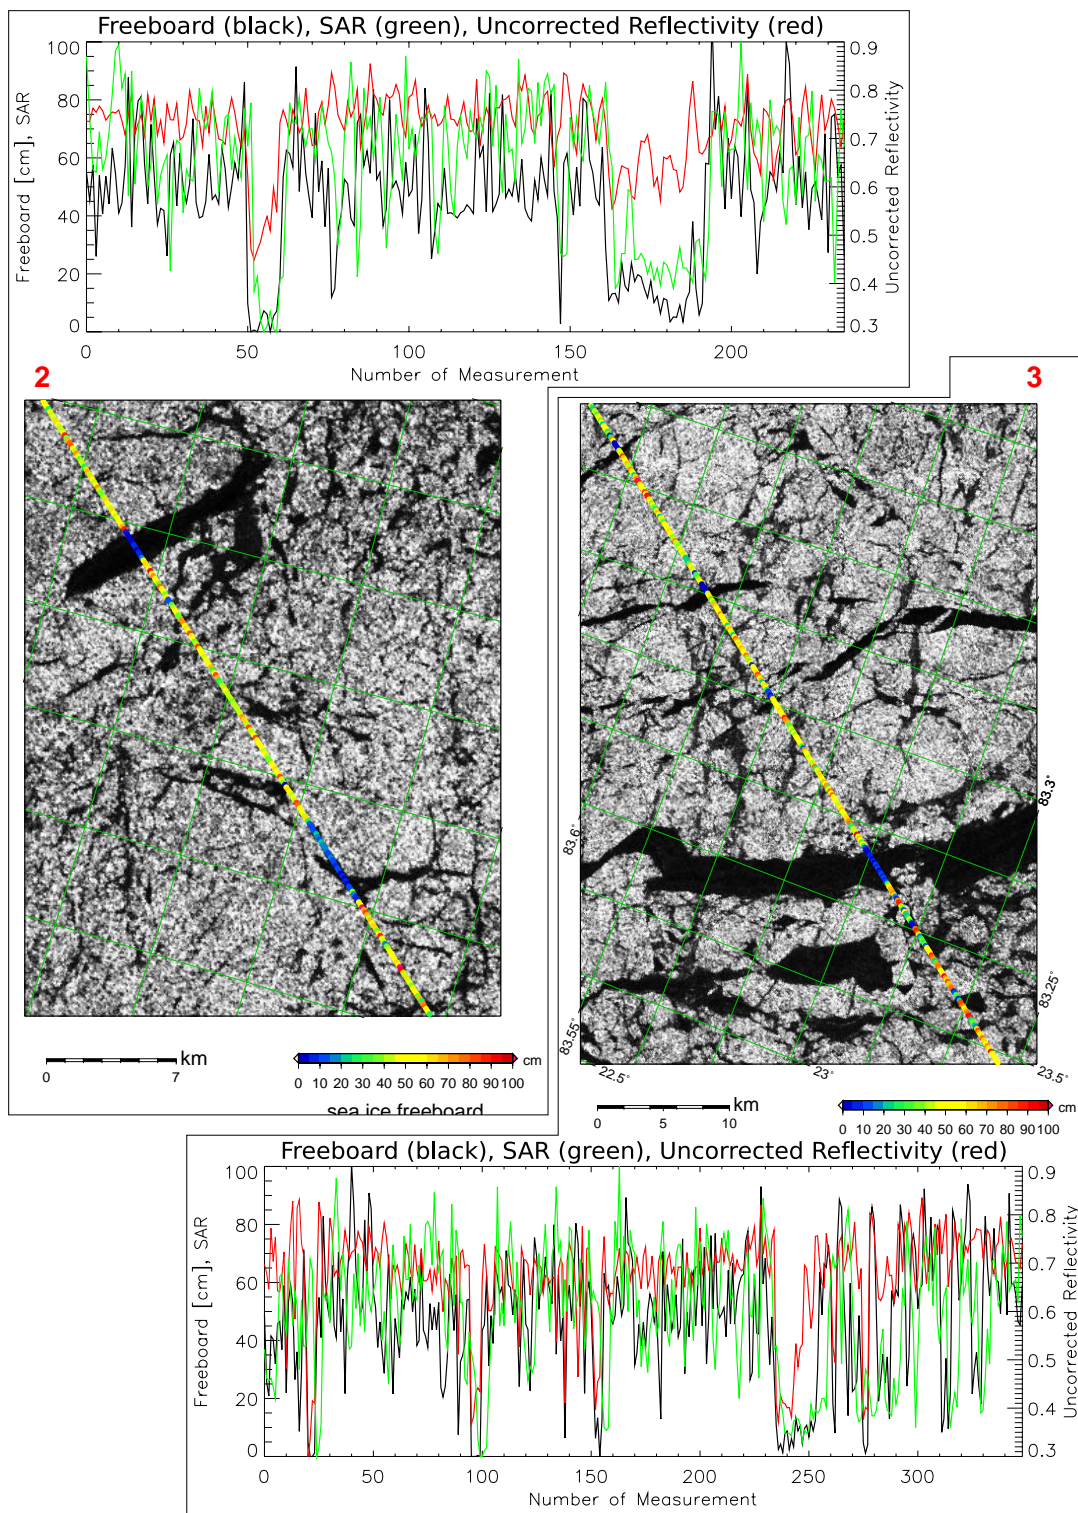 Freeboard (black), SAR (green), Uncorrected Reflectivity (red)
100
80
60
40
20
0
Freeboard [cm], SAR
0.9
0.8
0.7
0.6
0.5
0.4
0.3
Uncorrected Reflectivity
0 50 100 150 200
Number of Measurement
2
3
83.6°
83.3°
83.55°
83.25°
22.5° 23° 23.5°
km
0 7
cm
0 10 20 30 40 50 60 70 80 90 100
sea ice freeboard
km
0 5 10
cm
0 10 20 30 40 50 60 70 80 90 100
Freeboard (black), SAR (green), Uncorrected Reflectivity (red)
100
80
60
40
20
0
Freeboard [cm], SAR
0.9
0.8
0.7
0.6
0.5
0.4
0.3
Uncorrected Reflectivity
0 50 100 150 200 250 300
Number of Measurement